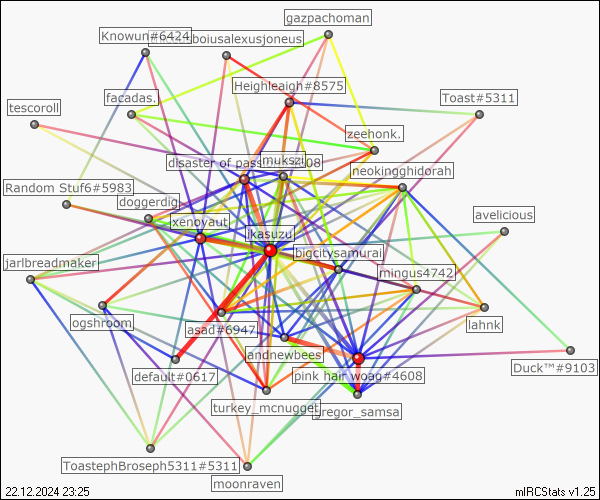 gazpachoman
Knowun#6424
boiusalexusjoneus
Heighleaigh#8575
facadas.
Toast#5311
tescoroll
zeehonk.
mukszi
disaster of pass
08
neokingghidorah
Random Stuf6#5983
doggerdig
avelicious
xenoyaut
ikasuzu
bigcitysamurai
jarlbreadmaker
mingus4742
ogshroom
asad#6947
lahnk
landnewbees
Duck™#9103
default#0617
pink hair woag#4608
turkey_mcnugget
gregor_samsa
ToastephBroseph5311#5311
moonraven
22.12.2024 23:25
mIRCStats v1.25